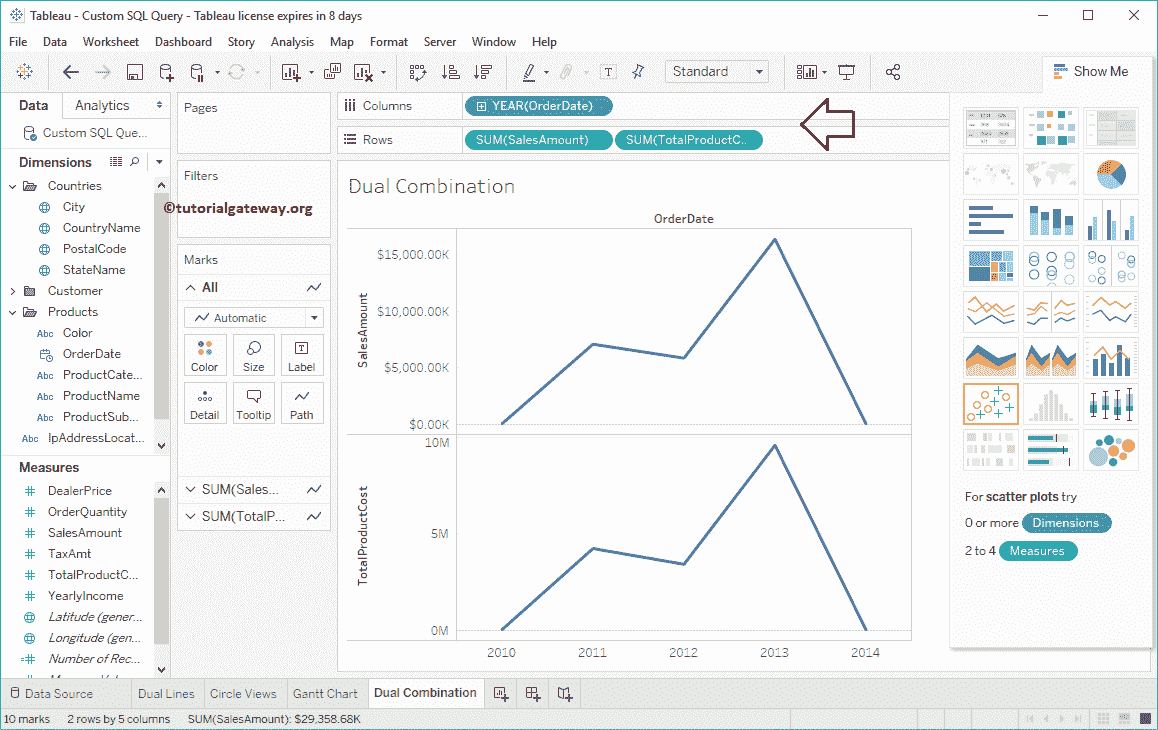 Tableau - Custom SQL Query - Tableau license expires in 8 days
File Data Worksheet Dashboard Story Analysis Map Format Server Window Help
Standard
Show Me
Data Analytics
Custom SQL Que...
Dimensions
Countries
City
CountryName
PostalCode
StateName
Customer
Products
Abc Color
OrderDate
Abc ProductCate...
Abc ProductName
Abc ProductSub...
Abc IpAddressLocat...
Measures
DealerPrice
OrderQuantity
SalesAmount
TaxAmt
TotalProductC...
YearlyIncome
Latitude (gener...
Longitude (gen...
Number of Rec...
Pages
Filters
©tutorialgateway.org
Marks
All
Automatic
Color Size Label
Detail Tooltip Path
SUM(Sales...
SUM(TotalP...
Columns YEAR(OrderDate)
Rows SUM(SalesAmount) SUM(TotalProductC..
Dual Combination
OrderDate
SalesAmount
$15,000.00K
$10,000.00K
$5,000.00K
$0.00K
TotalProductCost
10M
5M
0M
2010 2011 2012 2013 2014
For scatter plots try
0 or more Dimensions
2 to 4 Measures
Data Source Dual Lines Circle Views Gantt Chart Dual Combination
10 marks 2 rows by 5 columns SUM(SalesAmount): $29,358.68K